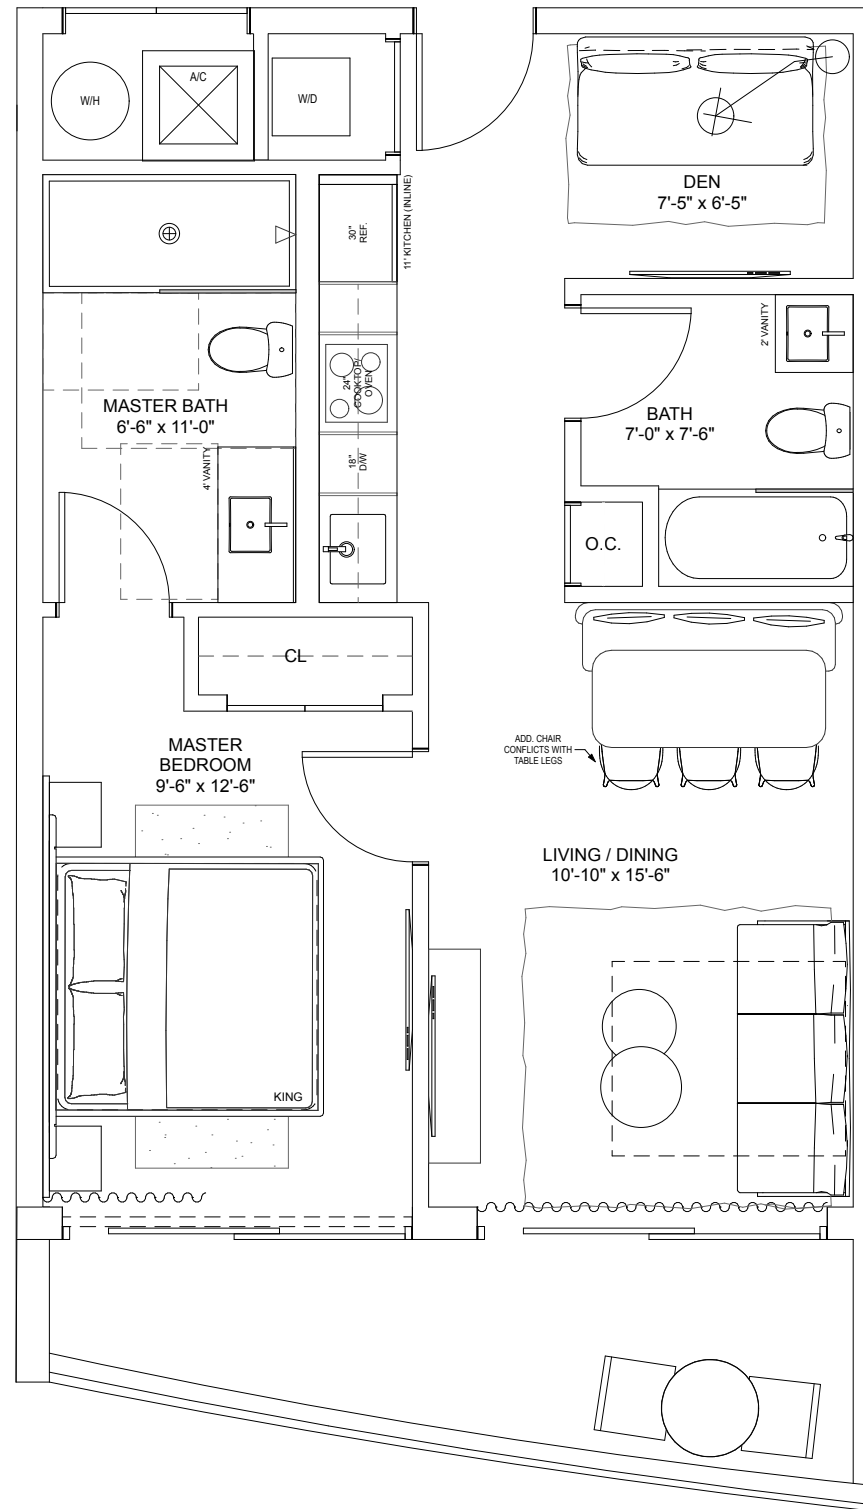 A/C
W/H
W/D
DEN
7'-5" x 6'-5"
11' KITCHEN (INLINE)
30"
REF.
2' VANITY
24"
COOKTOP/
OVEN
MASTER BATH
6'-6" x 11'-0"
BATH
7'-0" x 7'-6"
4' VANITY
18"
D/W
O.C.
CL
MASTER
BEDROOM
9'-6" x 12'-6"
ADD. CHAIR
CONFLICTS WITH
TABLE LEGS
LIVING / DINING
10'-10" x 15'-6"
KING